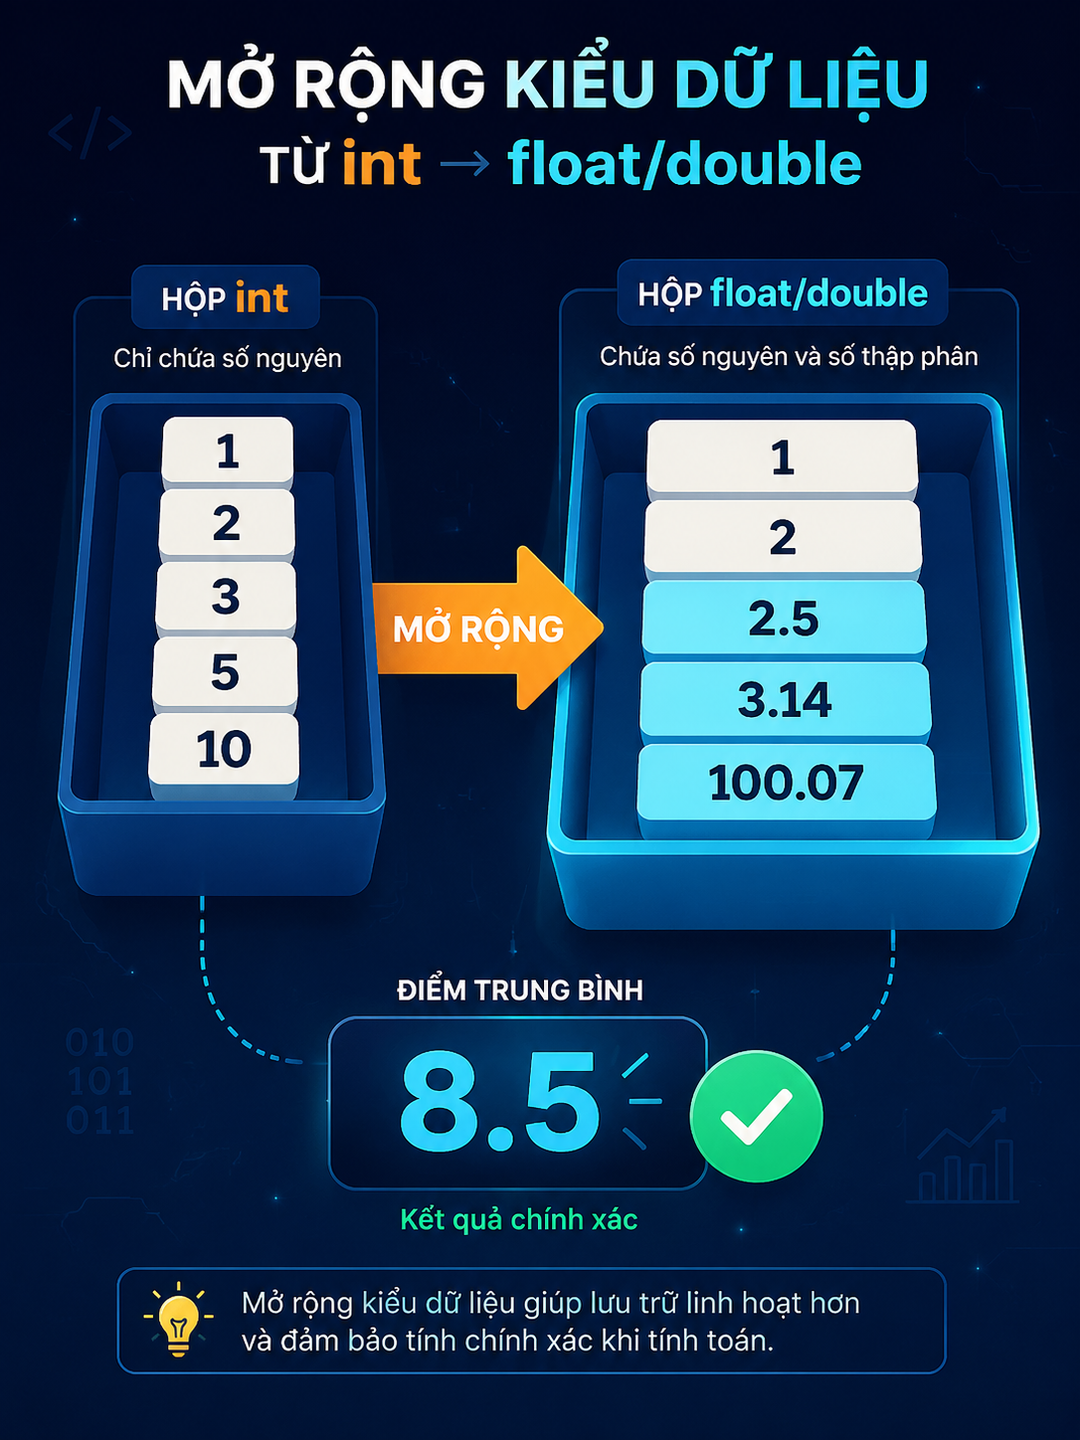 MỞ RỘNG KIỂU DỮ LIỆU
TỪ int → float/double
HỘP int
Chỉ chứa số nguyên
1
2
3
5
10
MỞ RỘNG
HỘP float/double
Chứa số nguyên và số thập phân
1
2
2.5
3.14
100.07
</>
010
101
011
ĐIỂM TRUNG BÌNH
8.5
Kết quả chính xác
Mở rộng kiểu dữ liệu giúp lưu trữ linh hoạt hơn
và đảm bảo tính chính xác khi tính toán.